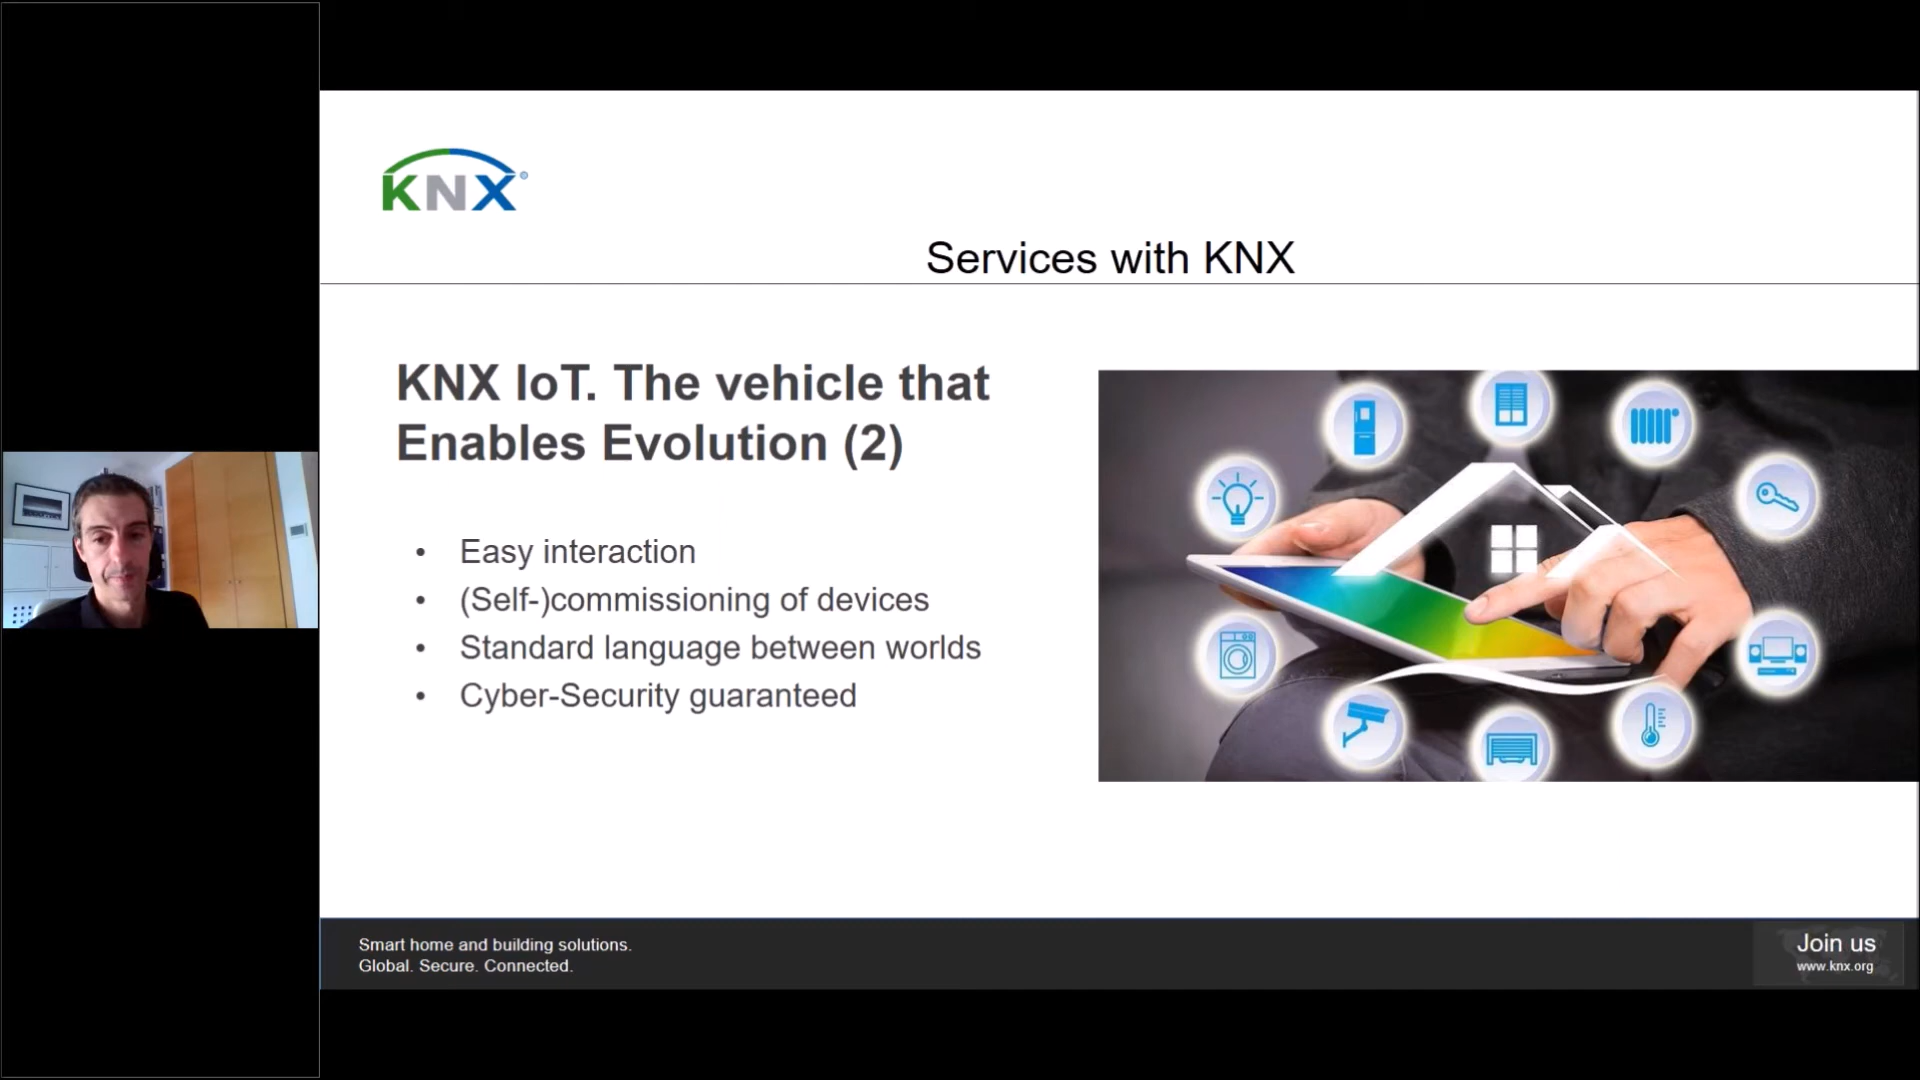 KNX
Services with KNX
KNX IoT. The vehicle that
Enables Evolution (2)
• Easy interaction
• (Self-)commissioning of devices
• Standard language between worlds
• Cyber-Security guaranteed
Smart home and building solutions.
Global. Secure. Connected.
Join us
www.knx.org